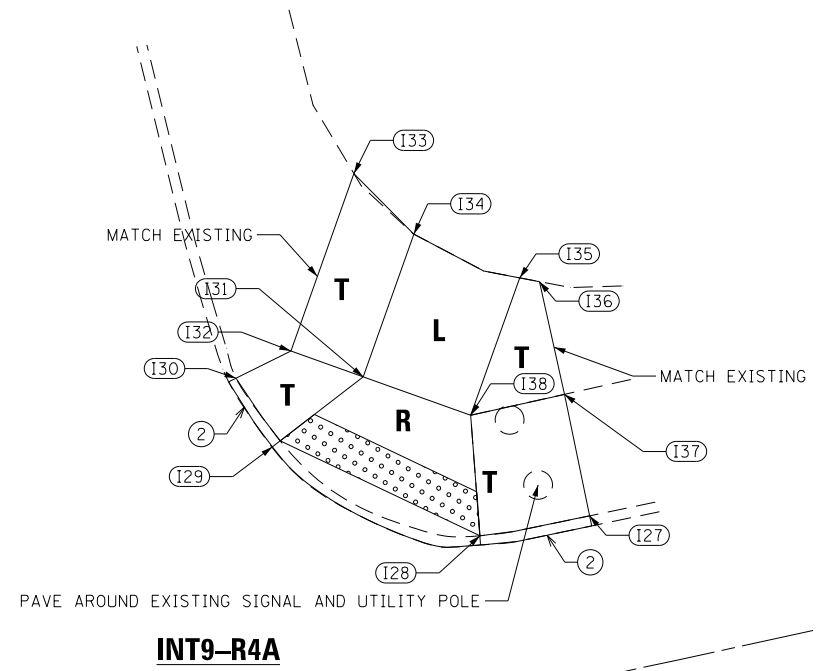 I33
I34
MATCH EXISTING
I35
I31
T
I36
I32
L
T
I30
T
I38
MATCH EXISTING
R
2
I37
I29
T
I27
I28
2
PAVE AROUND EXISTING SIGNAL AND UTILITY POLE
INT9–R4A